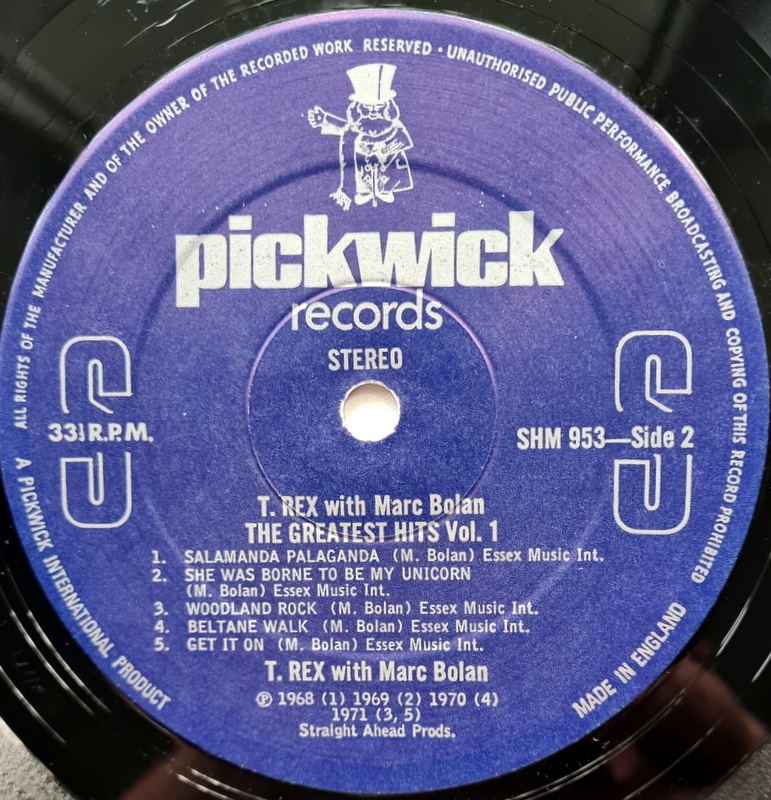 ALL RIGHTS OF THE MANUFACTURER AND OF THE OWNER OF THE RECORDED WORK RESERVED · UNAUTHORISED PUBLIC PERFORMANCE BROADCASTING AND COPYING OF THIS RECORD PROHIBITED
pickwick
records
STEREO
33⅓ R.P.M.
SHM 953—Side 2
T. REX with Marc Bolan
THE GREATEST HITS Vol. 1
1. SALAMANDA PALAGANDA (M. Bolan) Essex Music Int.
2. SHE WAS BORNE TO BE MY UNICORN
(M. Bolan) Essex Music Int.
3. WOODLAND ROCK (M. Bolan) Essex Music Int.
4. BELTANE WALK (M. Bolan) Essex Music Int.
5. GET IT ON (M. Bolan) Essex Music Int.
T. REX with Marc Bolan
℗ 1968 (1) 1969 (2) 1970 (4)
1971 (3, 5)
Straight Ahead Prods.
A PICKWICK INTERNATIONAL PRODUCT
MADE IN ENGLAND